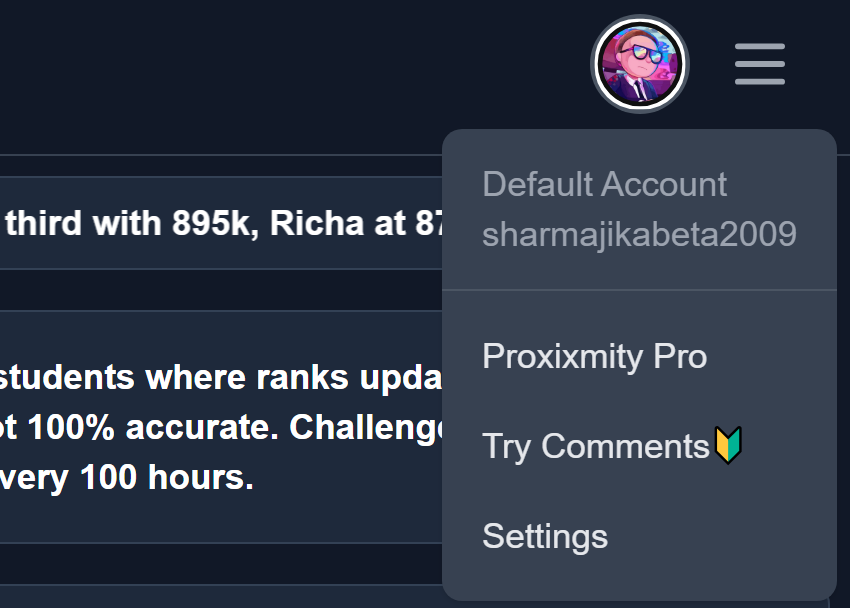 third with 895k, Richa at 87
students where ranks upda
ot 100% accurate. Challenge
very 100 hours.
Default Account
sharmajikabeta2009
Proxixmity Pro
Try Comments🔰
Settings